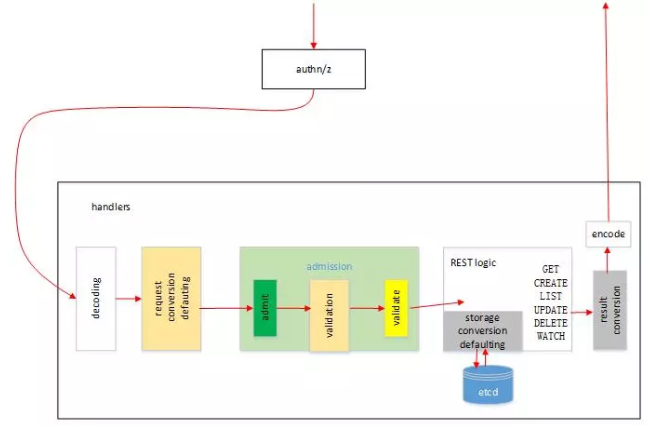 authn/z
handlers
decoding
request
conversion
defaulting
admission
admit
validation
validate
REST logic
GET
CREATE
LIST
UPDATE
DELETE
WATCH
storage
conversion
defaulting
etcd
result
conversion
encode